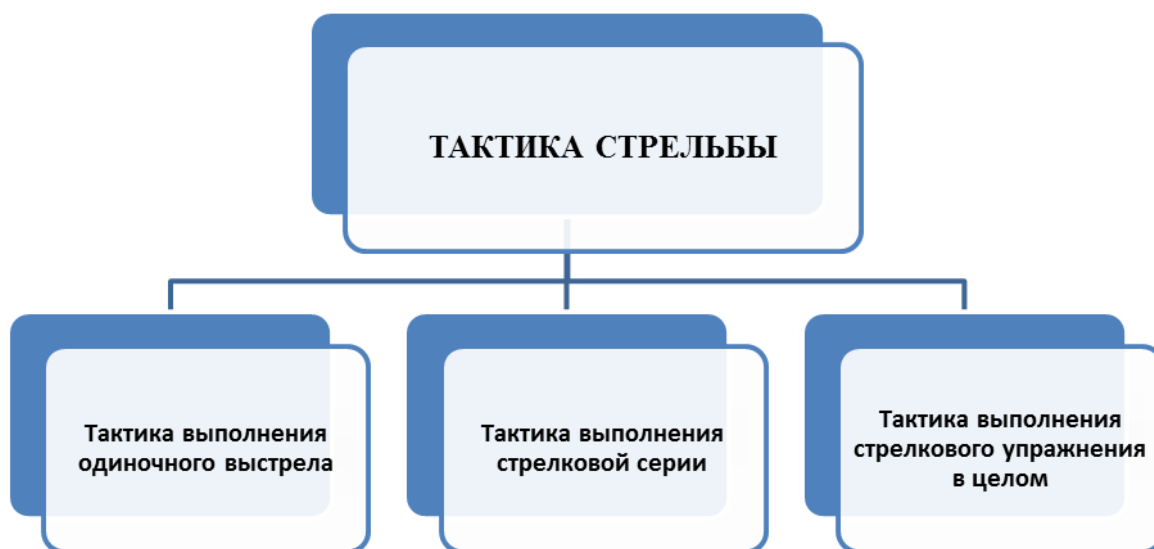 ТАКТИКА СТРЕЛЬБЫ
Тактика выполнения
одиночного выстрела
Тактика выполнения
стрелковой серии
Тактика выполнения
стрелкового упражнения
в целом